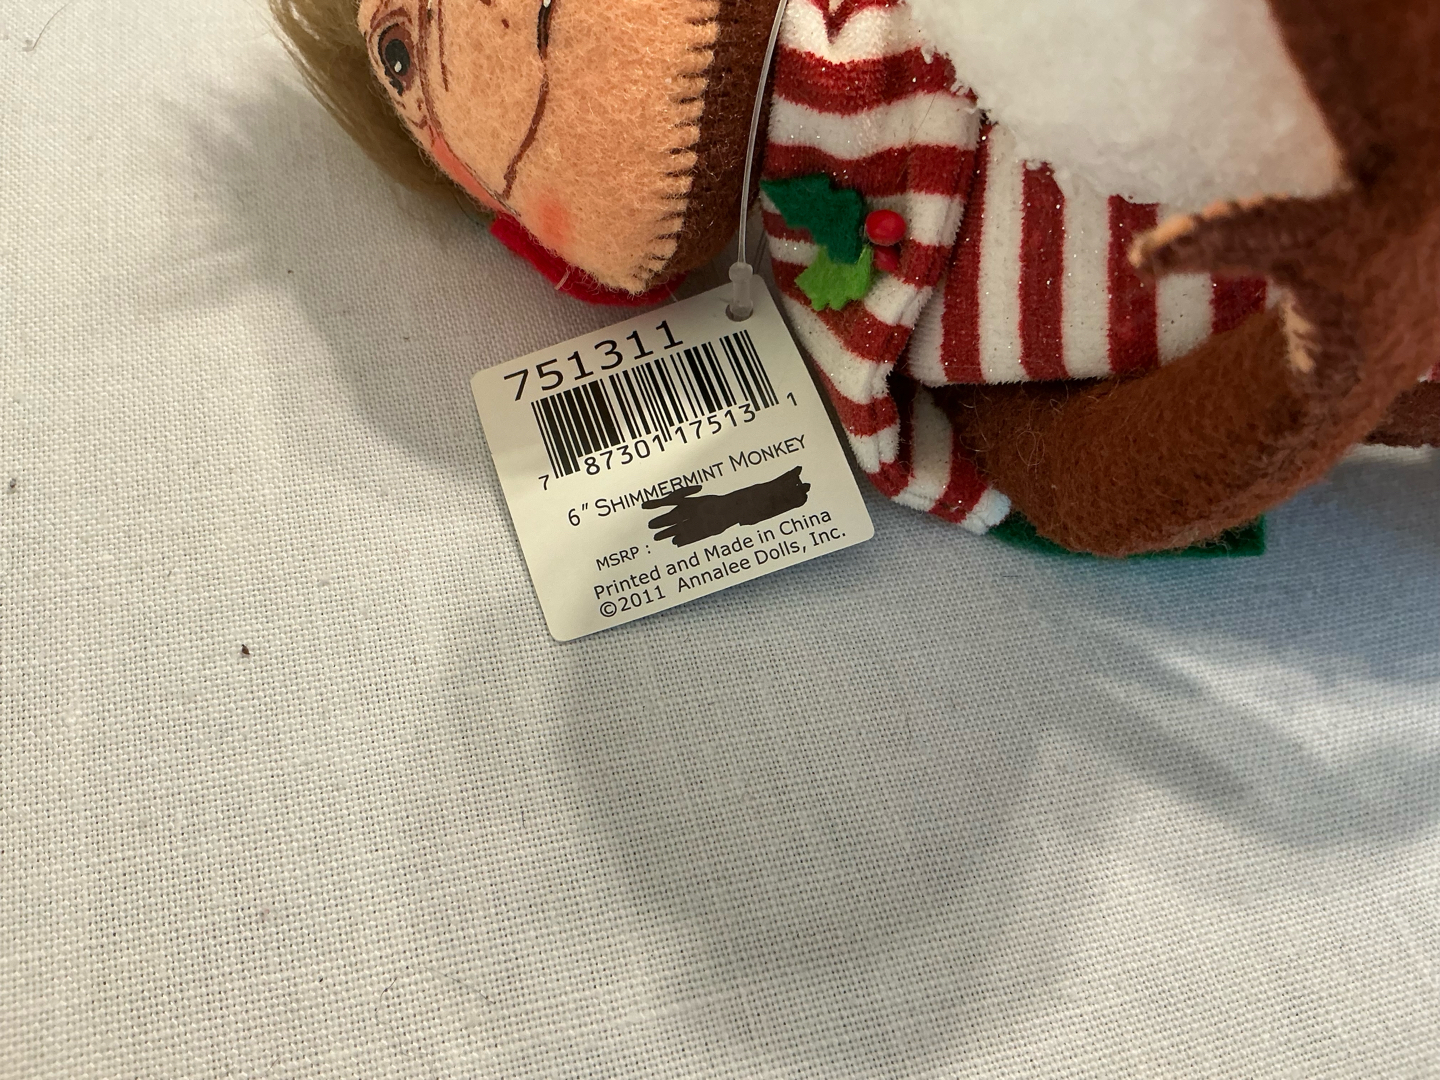 751311
7 87301 17513 1
6" SHIMMERMINT MONKEY
MSRP :
Printed and Made in China
©2011 Annalee Dolls, Inc.